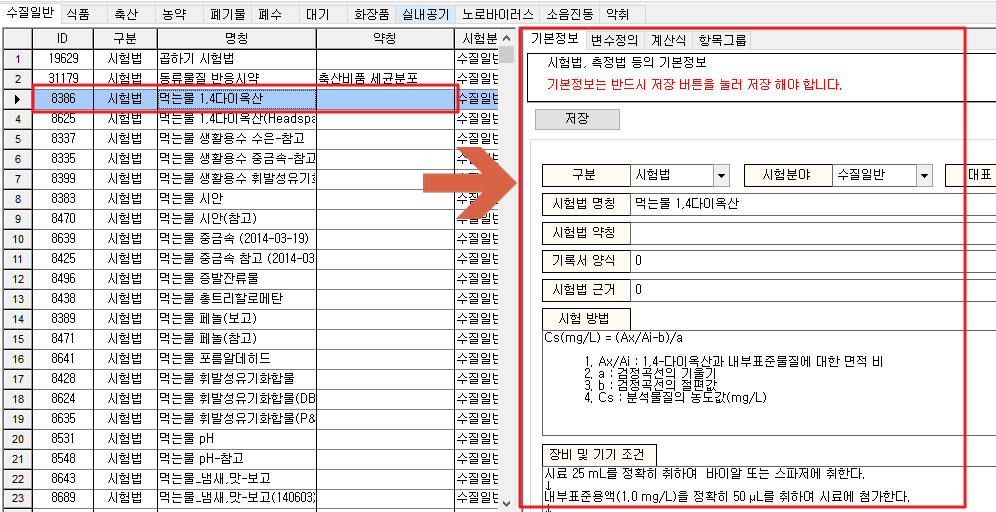 수질일반 식품 축산 농약 폐기물 폐수 대기 화장품 실내공기 노로바이러스 소음진동 악취
ID 구분 명칭 약칭 시험분
1 19629 시험법 곱하기 시험법 수질일반
2 31179 시험법 동류물질 반응시약 축산비품 세균분포 수질일반
8386 시험법 먹는물 1,4다이옥산 수질일반
4 8625 시험법 먹는물 1,4다이옥산(Headspa 수질일반
5 8337 시험법 먹는물 생활용수 수은-참고 수질일반
6 8335 시험법 먹는물 생활용수 중금속-참고 수질일반
7 8399 시험법 먹는물 생활용수 휘발성유기화 수질일반
8 8383 시험법 먹는물 시안 수질일반
9 8470 시험법 먹는물 시안(참고) 수질일반
10 8639 시험법 먹는물 중금속 (2014-03-19) 수질일반
11 8425 시험법 먹는물 중금속 참고 (2014-03 수질일반
12 8496 시험법 먹는물 증발잔류물 수질일반
13 8438 시험법 먹는물 총트리할로메탄 수질일반
14 8389 시험법 먹는물 페놀(보고) 수질일반
15 8471 시험법 먹는물 페놀(참고) 수질일반
16 8641 시험법 먹는물 포름알데히드 수질일반
17 8428 시험법 먹는물 휘발성유기화합물 수질일반
18 8624 시험법 먹는물 휘발성유기화합물(DB 수질일반
19 8635 시험법 먹는물 휘발성유기화합물(P& 수질일반
20 8531 시험법 먹는물 pH 수질일반
21 8548 시험법 먹는물 pH-참고 수질일반
22 8643 시험법 먹는물_냄새,맛-보고 수질일반
23 8689 시험법 먹는물_냄새,맛-보고(140603) 수질일반
기본정보 변수정의 계산식 항목그룹
시험법, 측정법 등의 기본정보
기본정보는 반드시 저장 버튼을 눌러 저장 해야 합니다.
저장
구분 시험법 시험분야 수질일반 대표
시험법 명칭 먹는물 1,4다이옥산
시험법 약칭
기록서 양식 0
시험법 근거 0
시험 방법
Cs(mg/L) = (Ax/Ai-b)/a
1. Ax/Ai : 1,4-다이옥산과 내부표준물질에 대한 면적 비
2. a : 검정곡선의 기울기
3. b : 검정곡선의 절편값
4. Cs : 분석물질의 농도값(mg/L)
장비 및 기기 조건
시료 25 mL를 정확히 취하여 바이알 또는 스파저에 취한다.
↓
내부표준용액(1.0 mg/L)을 정확히 50 μL를 취하여 시료에 첨가한다.
↓